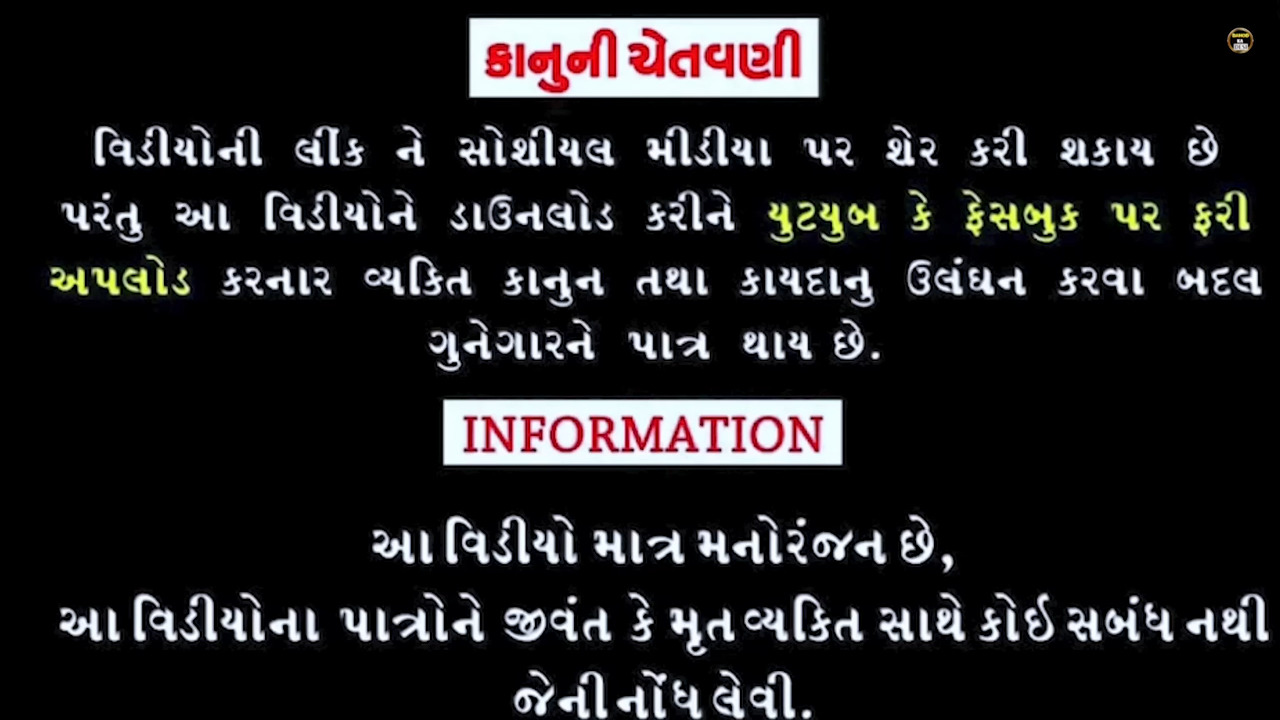 કાનુની ચેતવણી
વિડીયોની લીંક ને સોશીયલ મીડીયા પર શેર કરી શકાય છે
પરંતુ આ વિડીયોને ડાઉનલોડ કરીને યુટયુબ કે ફેસબુક પર ફરી
અપલોડ કરનાર વ્યકિત કાનુન તથા કાયદાનુ ઉલંઘન કરવા બદલ
ગુનેગારને પાત્ર થાય છે.
INFORMATION
આ વિડીયો માત્ર મનોરંજન છે,
આ વિડીયોના પાત્રોને જીવંત કે મૃત વ્યકિત સાથે કોઈ સબંધ નથી
જેની નોંધ લેવી.